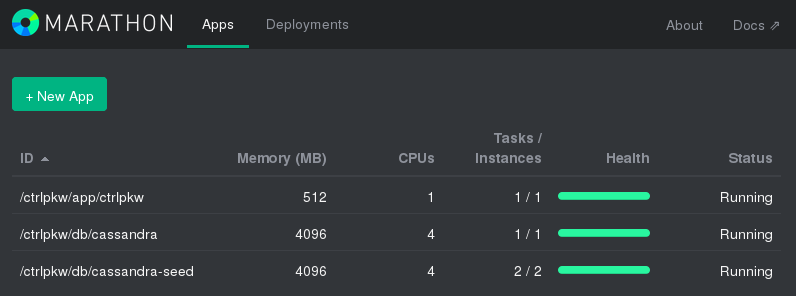 MARATHON Apps Deployments About Docs ⇗
+ New App
ID Memory (MB) CPUs Tasks / Instances Health Status
/ctrlpkw/app/ctrlpkw 512 1 1 / 1 Running
/ctrlpkw/db/cassandra 4096 4 1 / 1 Running
/ctrlpkw/db/cassandra-seed 4096 4 2 / 2 Running